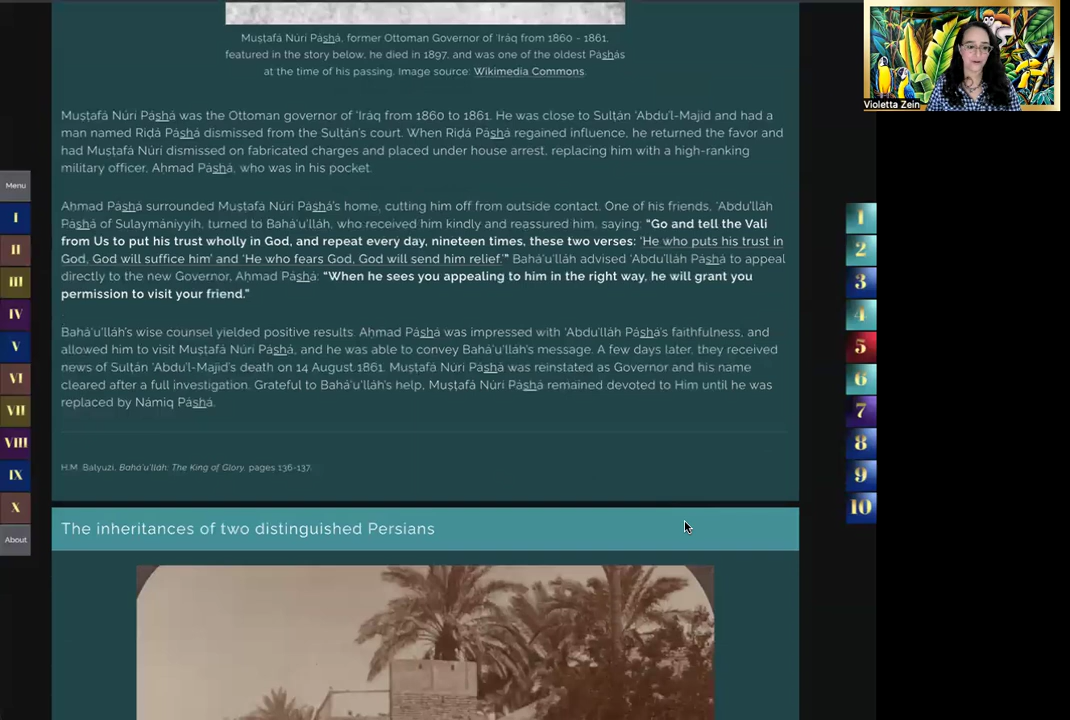 Muṣṭafá Núrí Páshá, former Ottoman Governor of ‘Iráq from 1860 - 1861,
featured in the story below, he died in 1897, and was one of the oldest Páshás
at the time of his passing. Image source: Wikimedia Commons.
Violetta Zein
Muṣṭafá Núrí Páshá was the Ottoman governor of ‘Iráq from 1860 to 1861. He was close to Sulṭán ‘Abdu’l-Majíd and had a
man named Riḍá Páshá dismissed from the Sulṭán’s court. When Riḍá Páshá regained influence, he returned the favor and
had Muṣṭafá Núrí dismissed on fabricated charges and placed under house arrest, replacing him with a high-ranking
military officer, Aḥmad Páshá, who was in his pocket.
Aḥmad Páshá surrounded Muṣṭafá Núrí Páshá’s home, cutting him off from outside contact. One of his friends, ‘Abdu’lláh
Páshá of Sulaymáníyyih, turned to Bahá’u’lláh, who received him kindly and reassured him, saying: “Go and tell the Vali
from Us to put his trust wholly in God, and repeat every day, nineteen times, these two verses: ‘He who puts his trust in
God, God will suffice him’ and ‘He who fears God, God will send him relief.’” Bahá’u’lláh advised ‘Abdu’lláh Páshá to appeal
directly to the new Governor, Aḥmad Páshá: “When he sees you appealing to him in the right way, he will grant you
permission to visit your friend.”
Bahá’u’lláh’s wise counsel yielded positive results. Aḥmad Páshá was impressed with ‘Abdu’lláh Páshá’s faithfulness, and
allowed him to visit Muṣṭafá Núrí Páshá, and he was able to convey Bahá’u’lláh’s message. A few days later, they received
news of Sulṭán ‘Abdu’l-Majíd’s death on 14 August 1861. Muṣṭafá Núrí Páshá was reinstated as Governor and his name
cleared after a full investigation. Grateful to Bahá’u’lláh’s help, Muṣṭafá Núrí Páshá remained devoted to Him until he was
replaced by Námiq Páshá.
H.M. Balyuzi, Bahá’u’lláh: The King of Glory, pages 136-137.
The inheritances of two distinguished Persians
Menu
I
II
III
IV
V
VI
VII
VIII
IX
X
About
1
2
3
4
5
6
7
8
9
10